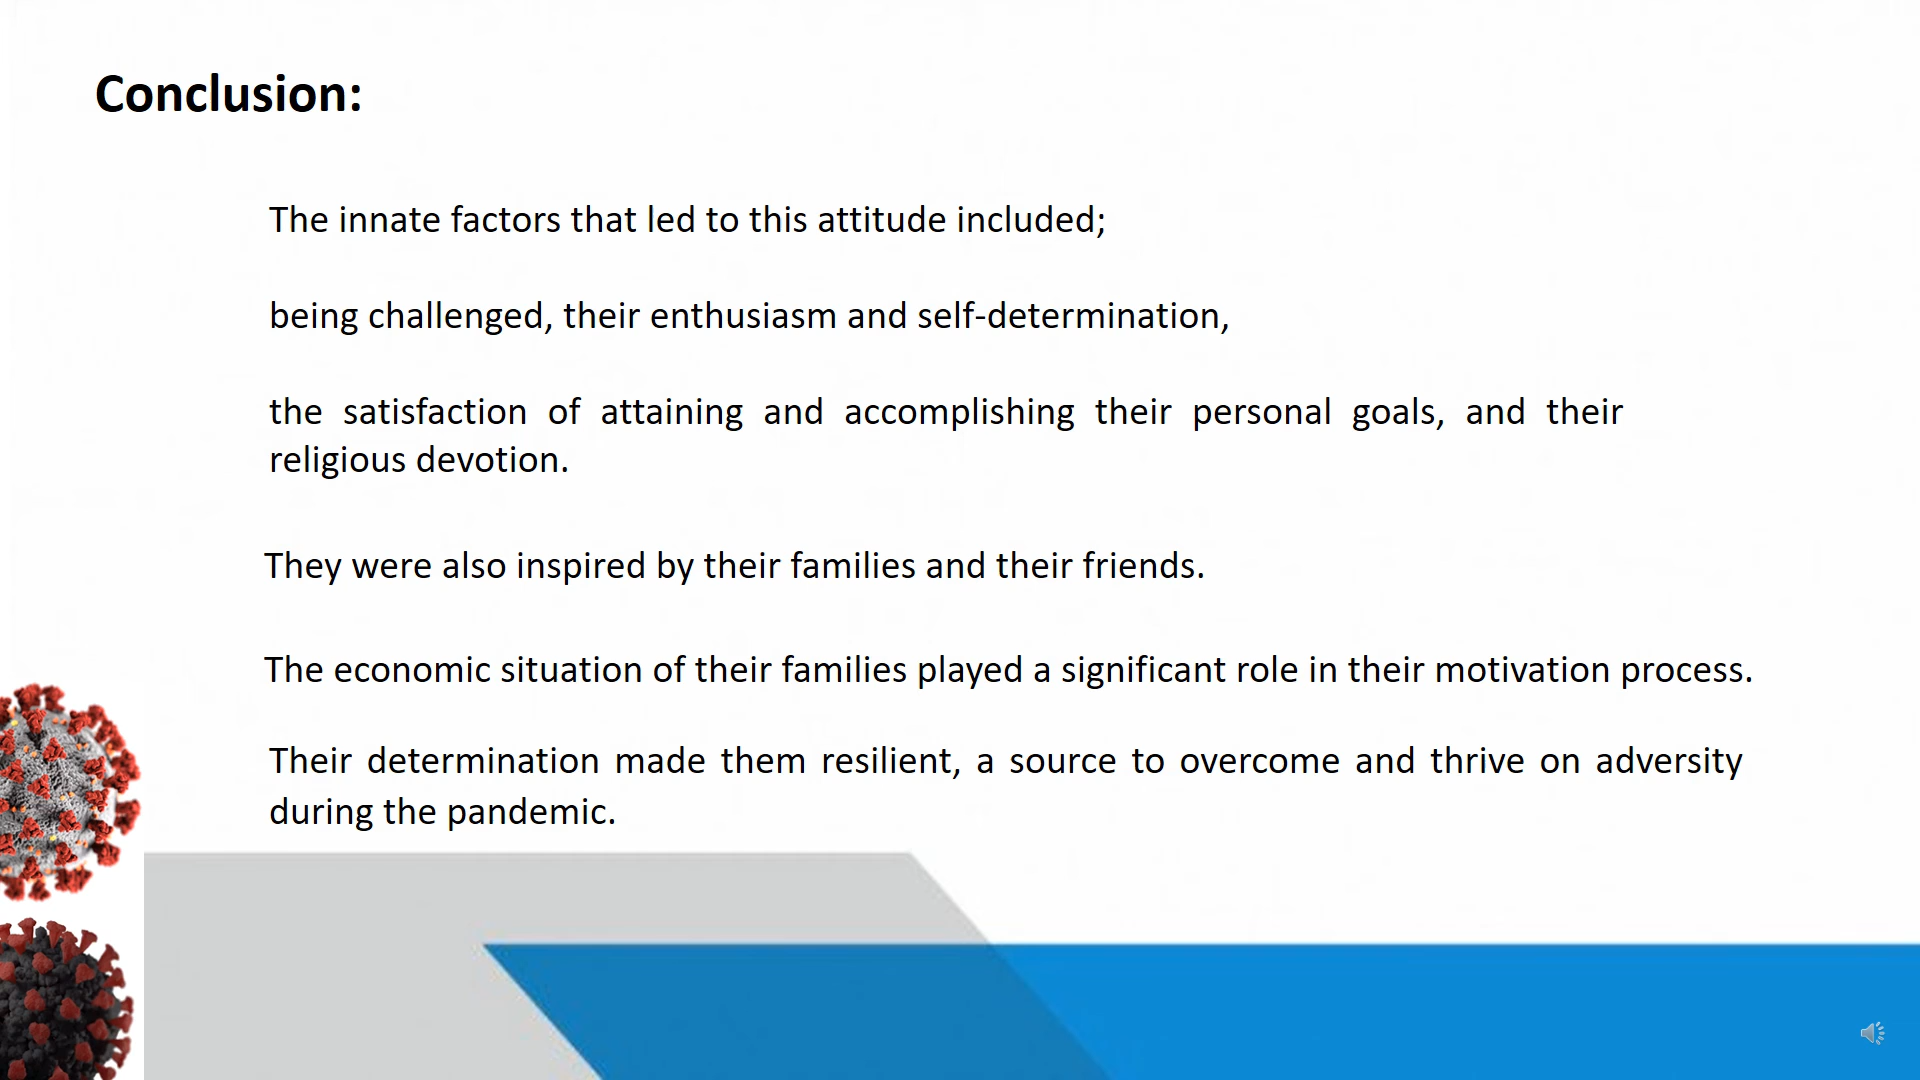 Conclusion:
The innate factors that led to this attitude included;
being challenged, their enthusiasm and self-determination,
the satisfaction of attaining and accomplishing their personal goals, and their
religious devotion.
They were also inspired by their families and their friends.
The economic situation of their families played a significant role in their motivation process.
Their determination made them resilient, a source to overcome and thrive on adversity
during the pandemic.